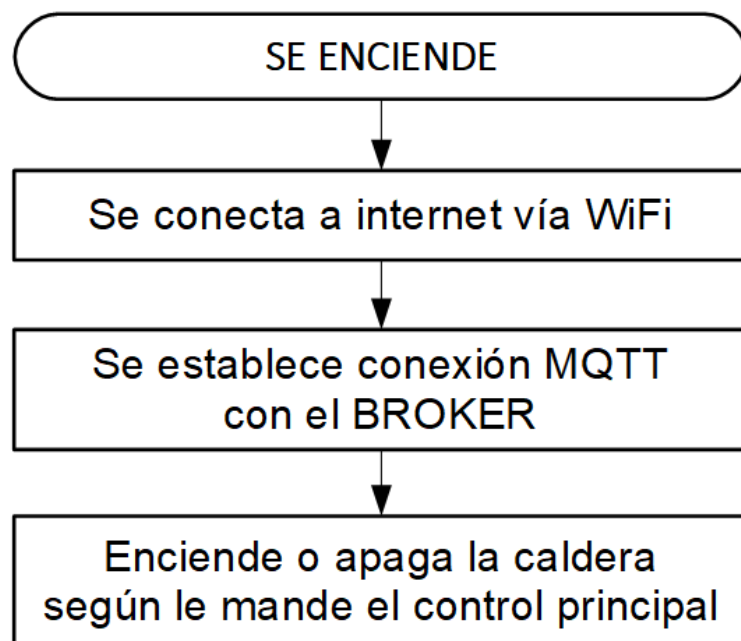 SE ENCIENDE
Se conecta a internet vía WiFi
Se establece conexión MQTT
con el BROKER
Enciende o apaga la caldera
según le mande el control principal